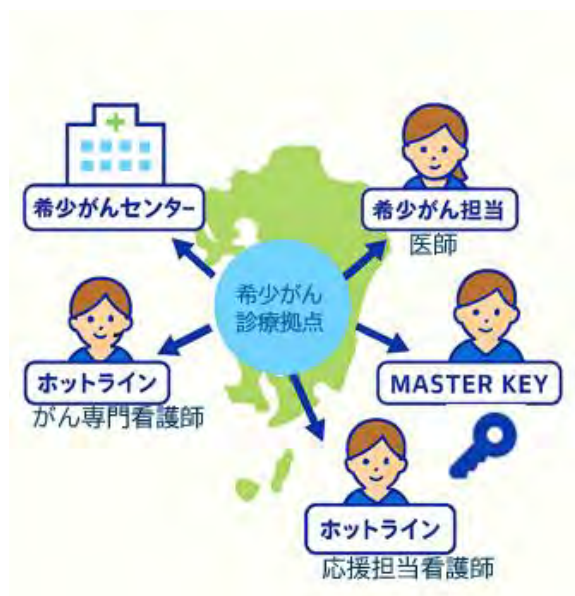 希少がんセンター
希少がん担当
医師
希少がん
診療拠点
ホットライン
がん専門看護師
MASTER KEY
ホットライン
応援担当看護師